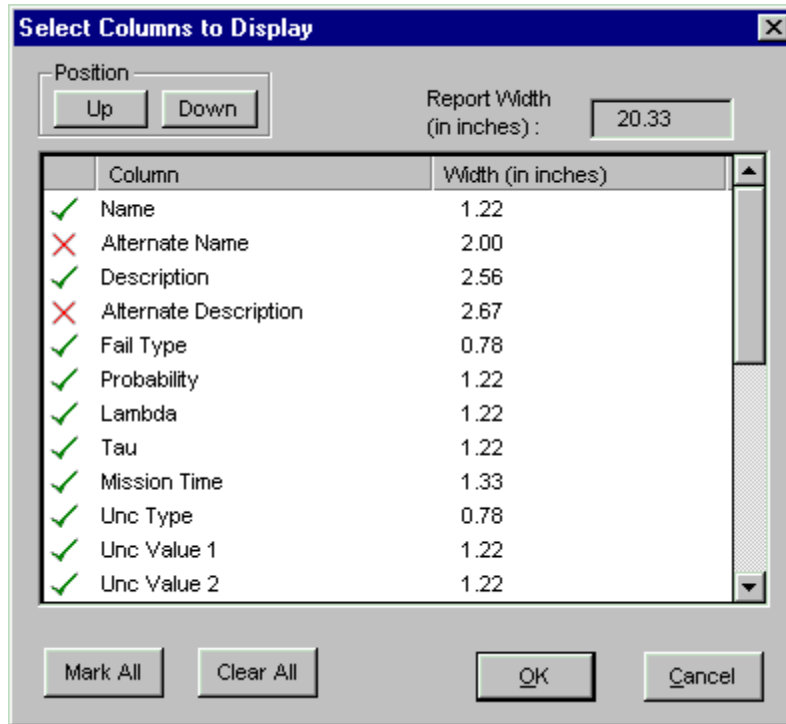 Select Columns to Display
Position
Up Down
Report Width
(in inches) : 20.33
Column Width (in inches)
Name 1.22
Alternate Name 2.00
Description 2.56
Alternate Description 2.67
Fail Type 0.78
Probability 1.22
Lambda 1.22
Tau 1.22
Mission Time 1.33
Unc Type 0.78
Unc Value 1 1.22
Unc Value 2 1.22
Mark All Clear All OK Cancel